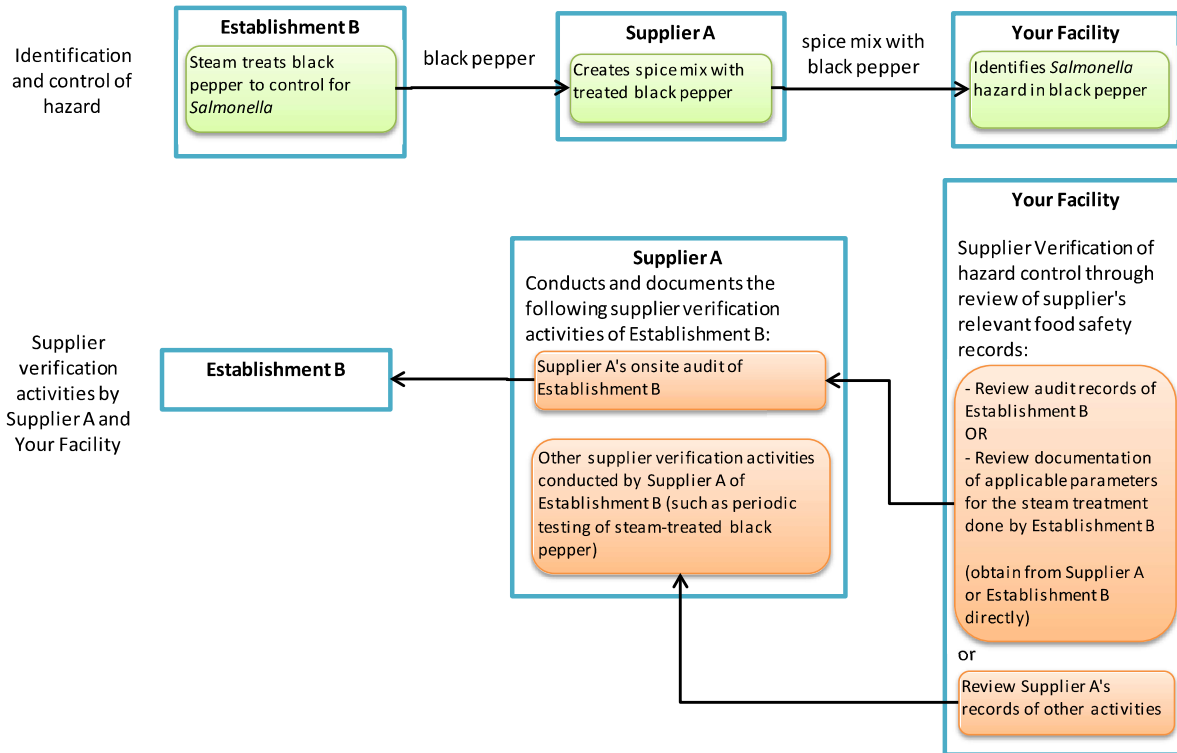 Identification
and control of
hazard
Establishment B
Steam treats black
pepper to control for
Salmonella
black pepper
Supplier A
Creates spice mix with
treated black pepper
spice mix with
black pepper
Your Facility
Identifies Salmonella
hazard in black pepper
Supplier
verification
activities by
Supplier A and
Your Facility
Establishment B
Supplier A
Conducts and documents the
following supplier verification
activities of Establishment B:
Supplier A's onsite audit of
Establishment B
Other supplier verification activities
conducted by Supplier A of
Establishment B (such as periodic
testing of steam-treated black
pepper)
Your Facility
Supplier Verification of
hazard control through
review of supplier's
relevant food safety
records:
- Review audit records of
Establishment B
OR
- Review documentation
of applicable parameters
for the steam treatment
done by Establishment B
(obtain from Supplier A
or Establishment B
directly)
or
Review Supplier A's
records of other activities